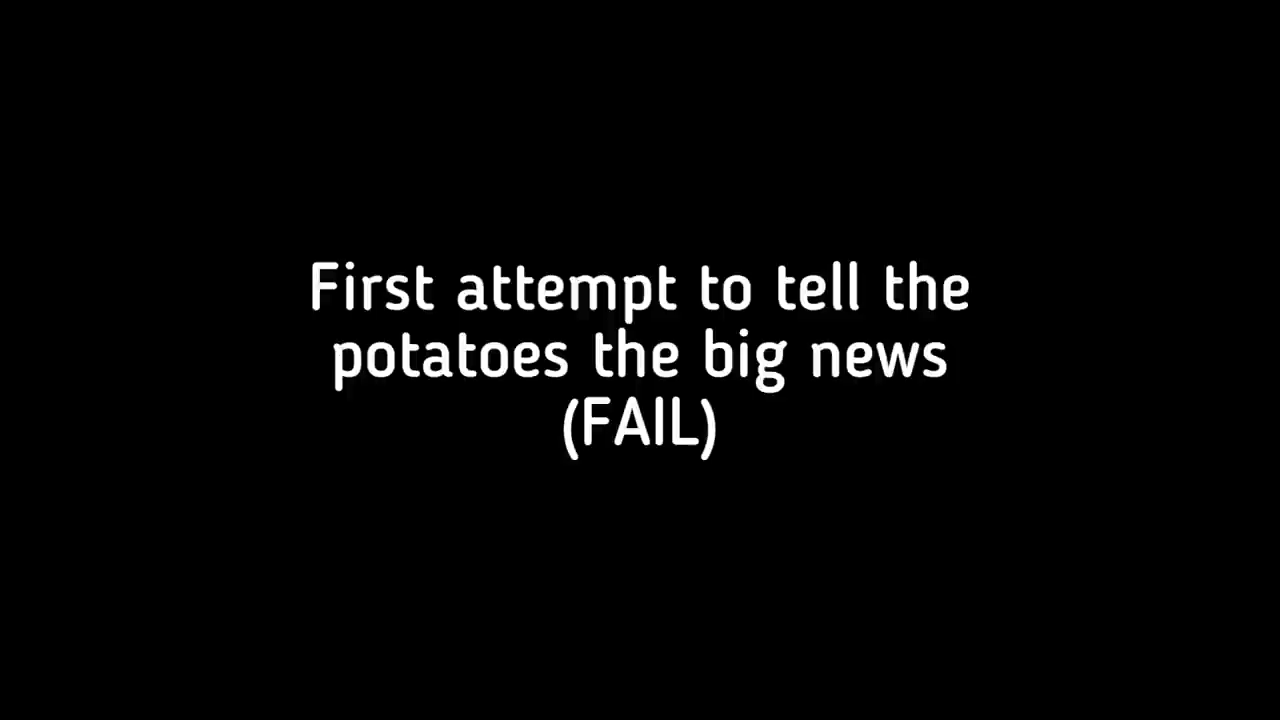 First attempt to tell the
potatoes the big news
(FAIL)